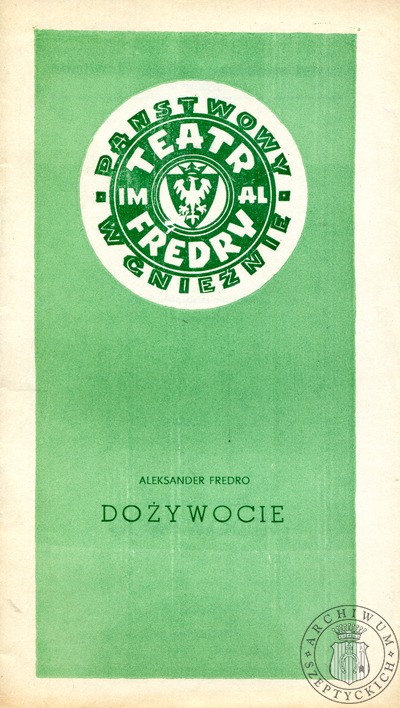 PAŃSTWOWY
TEATR
IM AL
FREDRY
W GNIEŹNIE
ALEKSANDER FREDRO
DOŻYWOCIE
ARCHIWUM
SZEPTYCKICH